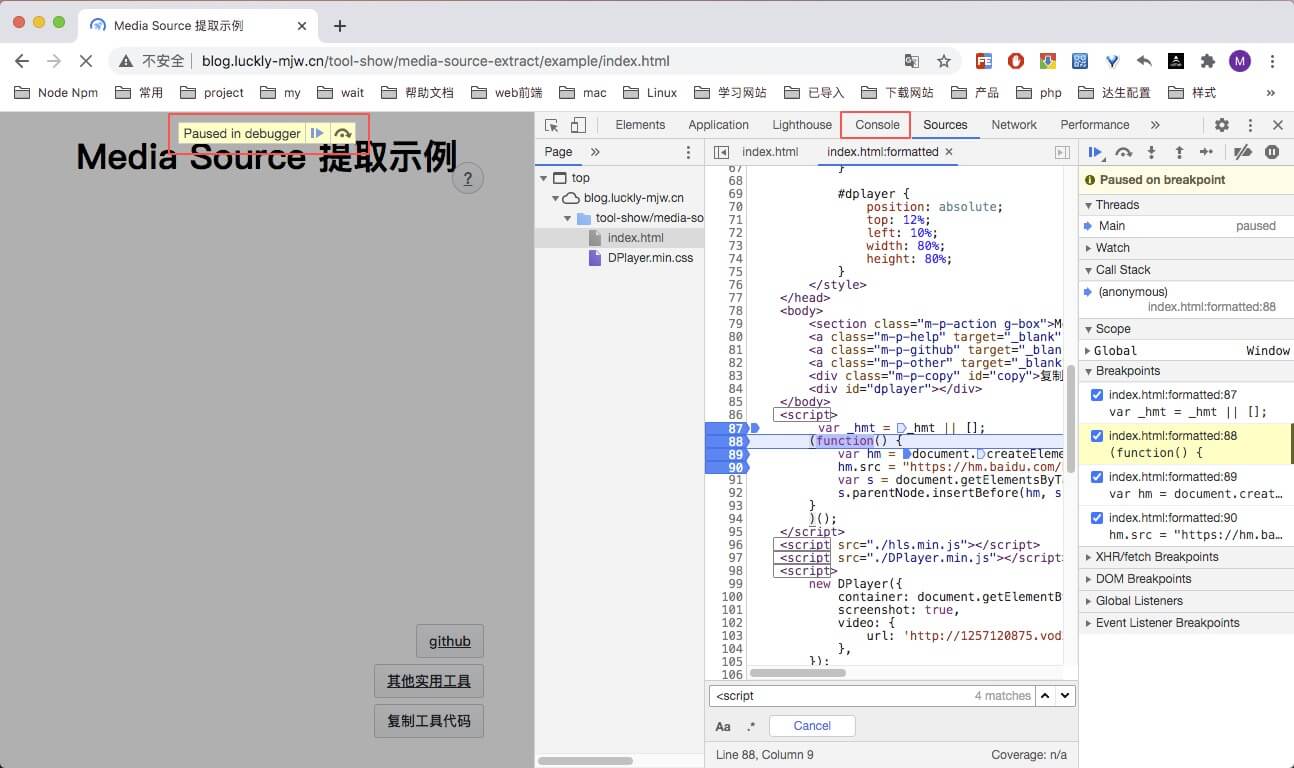 Media Source 提取示例
不安全
blog.luckly-mjw.cn/tool-show/media-source-extract/example/index.html
M
Node Npm
常用
project
my
wait
帮助文档
web前端
mac
Linux
学习网站
已导入
下载网站
产品
php
达生配置
样式
»
Paused in debugger
Media Source 提取示例
?
github
其他实用工具
复制工具代码
Elements
Application
Lighthouse
Console
Sources
Network
Performance
»
Page
»
top
blog.luckly-mjw.cn
tool-show/media-so
index.html
DPlayer.min.css
index.html
index.html:formatted
67 }
68
69 #dplayer {
70 position: absolute;
71 top: 12%;
72 left: 10%;
73 width: 80%;
74 height: 80%;
75 }
76 </style>
77 </head>
78 <body>
79 <section class="m-p-action g-box">M
80 <a class="m-p-help" target="_blank"
81 <a class="m-p-github" target="_blan
82 <a class="m-p-other" target="_blank
83 <div class="m-p-copy" id="copy">复制
84 <div id="dplayer"></div>
85 </body>
86 <script>
87 var _hmt = _hmt || [];
88 (function() {
89 var hm = document.createEleme
90 hm.src = "https://hm.baidu.com/
91 var s = document.getElementsByTa
92 s.parentNode.insertBefore(hm, s
93 }
94 )();
95 </script>
96 <script src="./hls.min.js"></script>
97 <script src="./DPlayer.min.js"></script>
98 <script>
99 new DPlayer({
100 container: document.getElementB
101 screenshot: true,
102 video: {
103 url: 'http://1257120875.vod
104 },
105 });
106
<script
4 matches
Aa
.*
Cancel
Line 88, Column 9
Coverage: n/a
Paused on breakpoint
Threads
Main
paused
Watch
Call Stack
(anonymous)
index.html:formatted:88
Scope
Global
Window
Breakpoints
index.html:formatted:87
var _hmt = _hmt || [];
index.html:formatted:88
(function() {
index.html:formatted:89
var hm = document.creat…
index.html:formatted:90
hm.src = "https://hm.ba…
XHR/fetch Breakpoints
DOM Breakpoints
Global Listeners
Event Listener Breakpoints